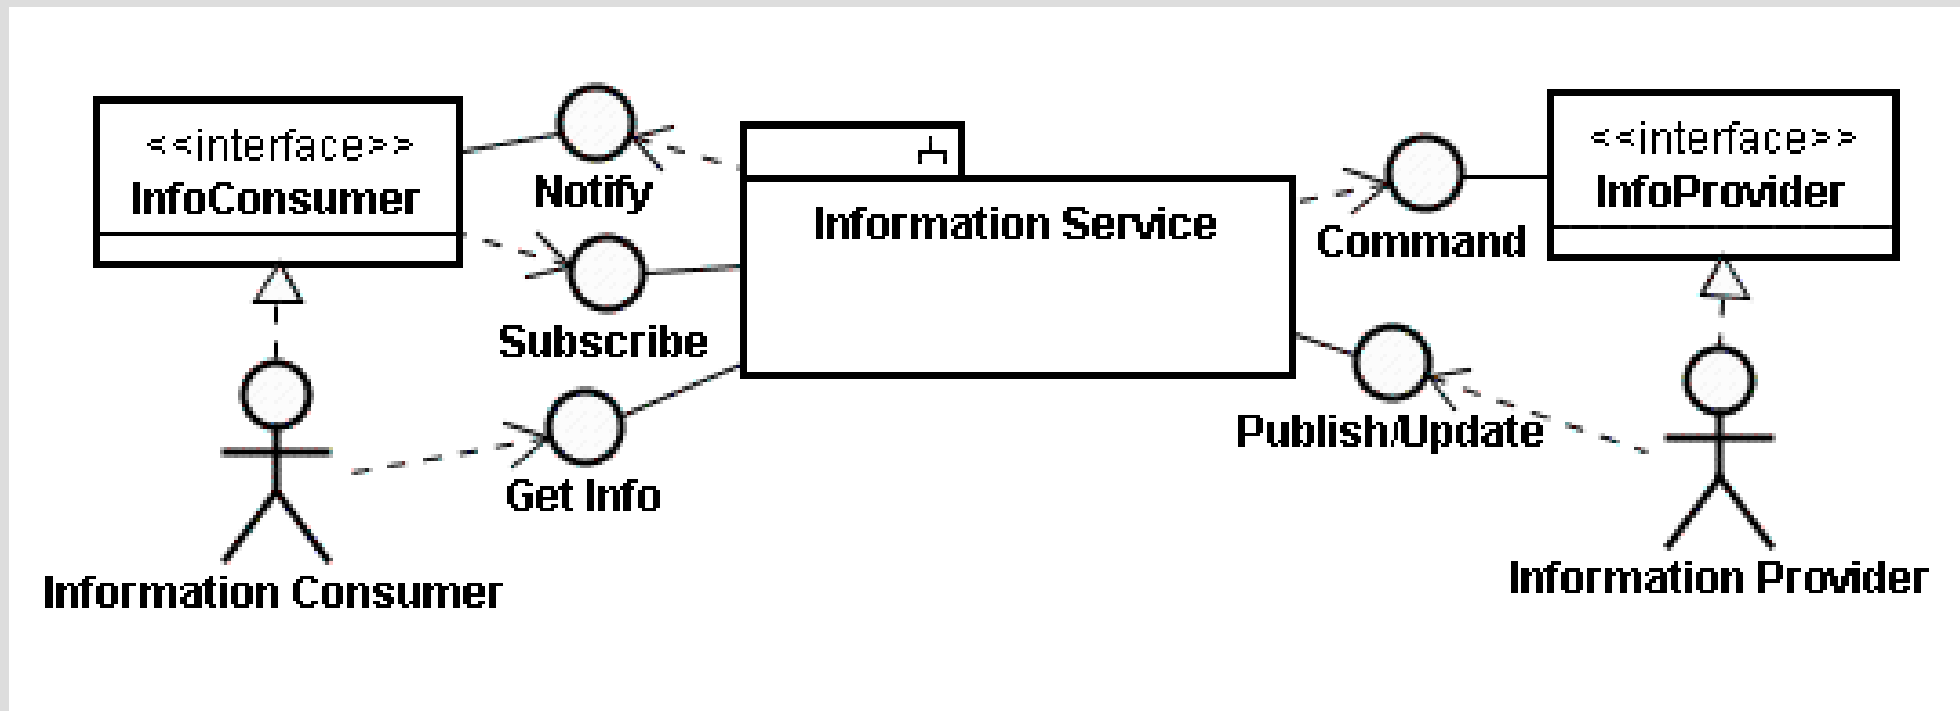 <<interface>>
InfoConsumer
Notify
Subscribe
Get Info
Information Consumer
Information Service
Command
Publish/Update
<<interface>>
InfoProvider
Information Provider